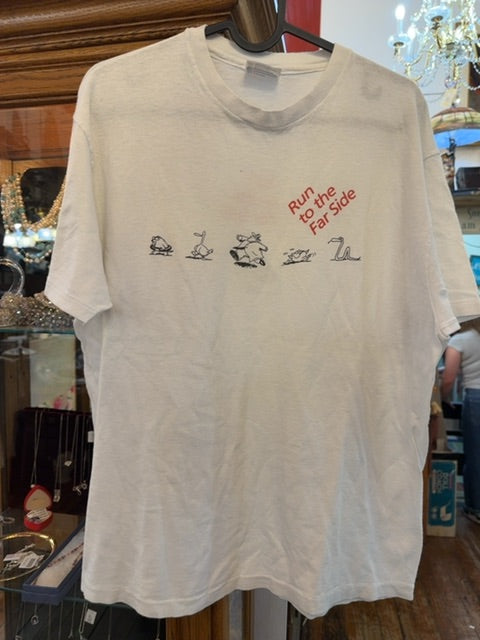 Run
to the
Far Side